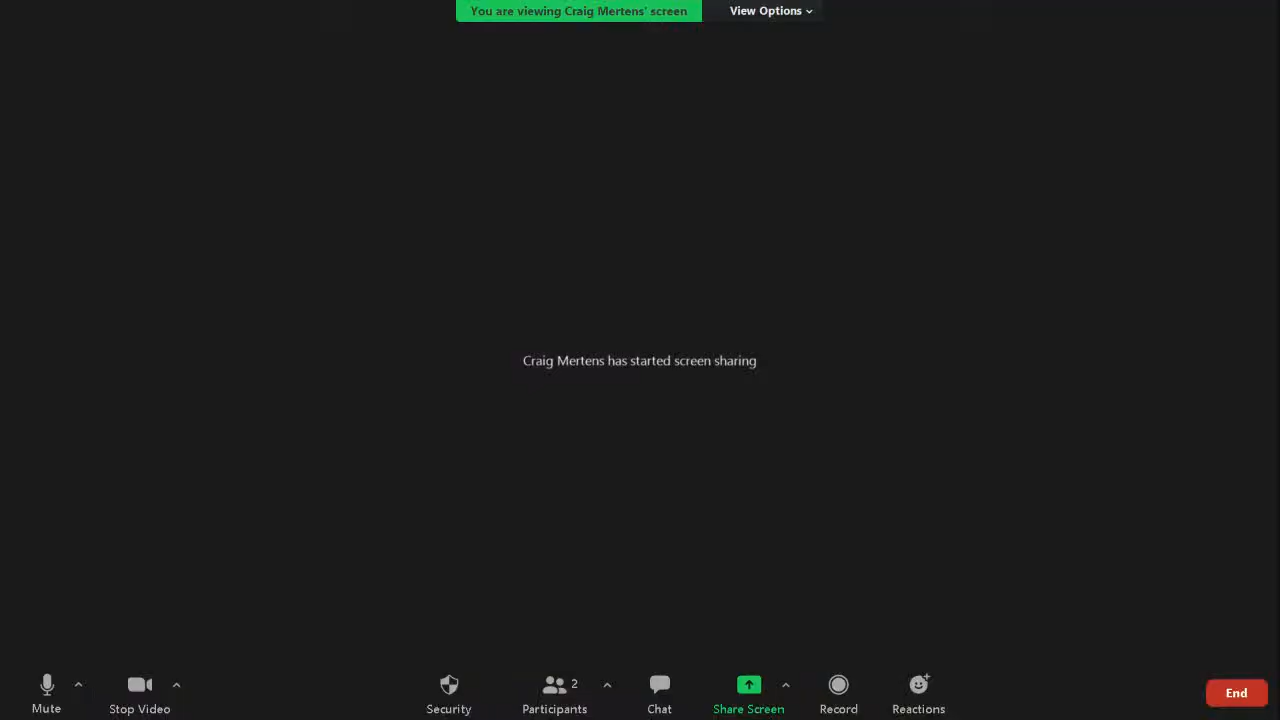 You are viewing Craig Mertens' screen
View Options
Craig Mertens has started screen sharing
Mute
Stop Video
Security
2
Participants
Chat
Share Screen
Record
Reactions
End